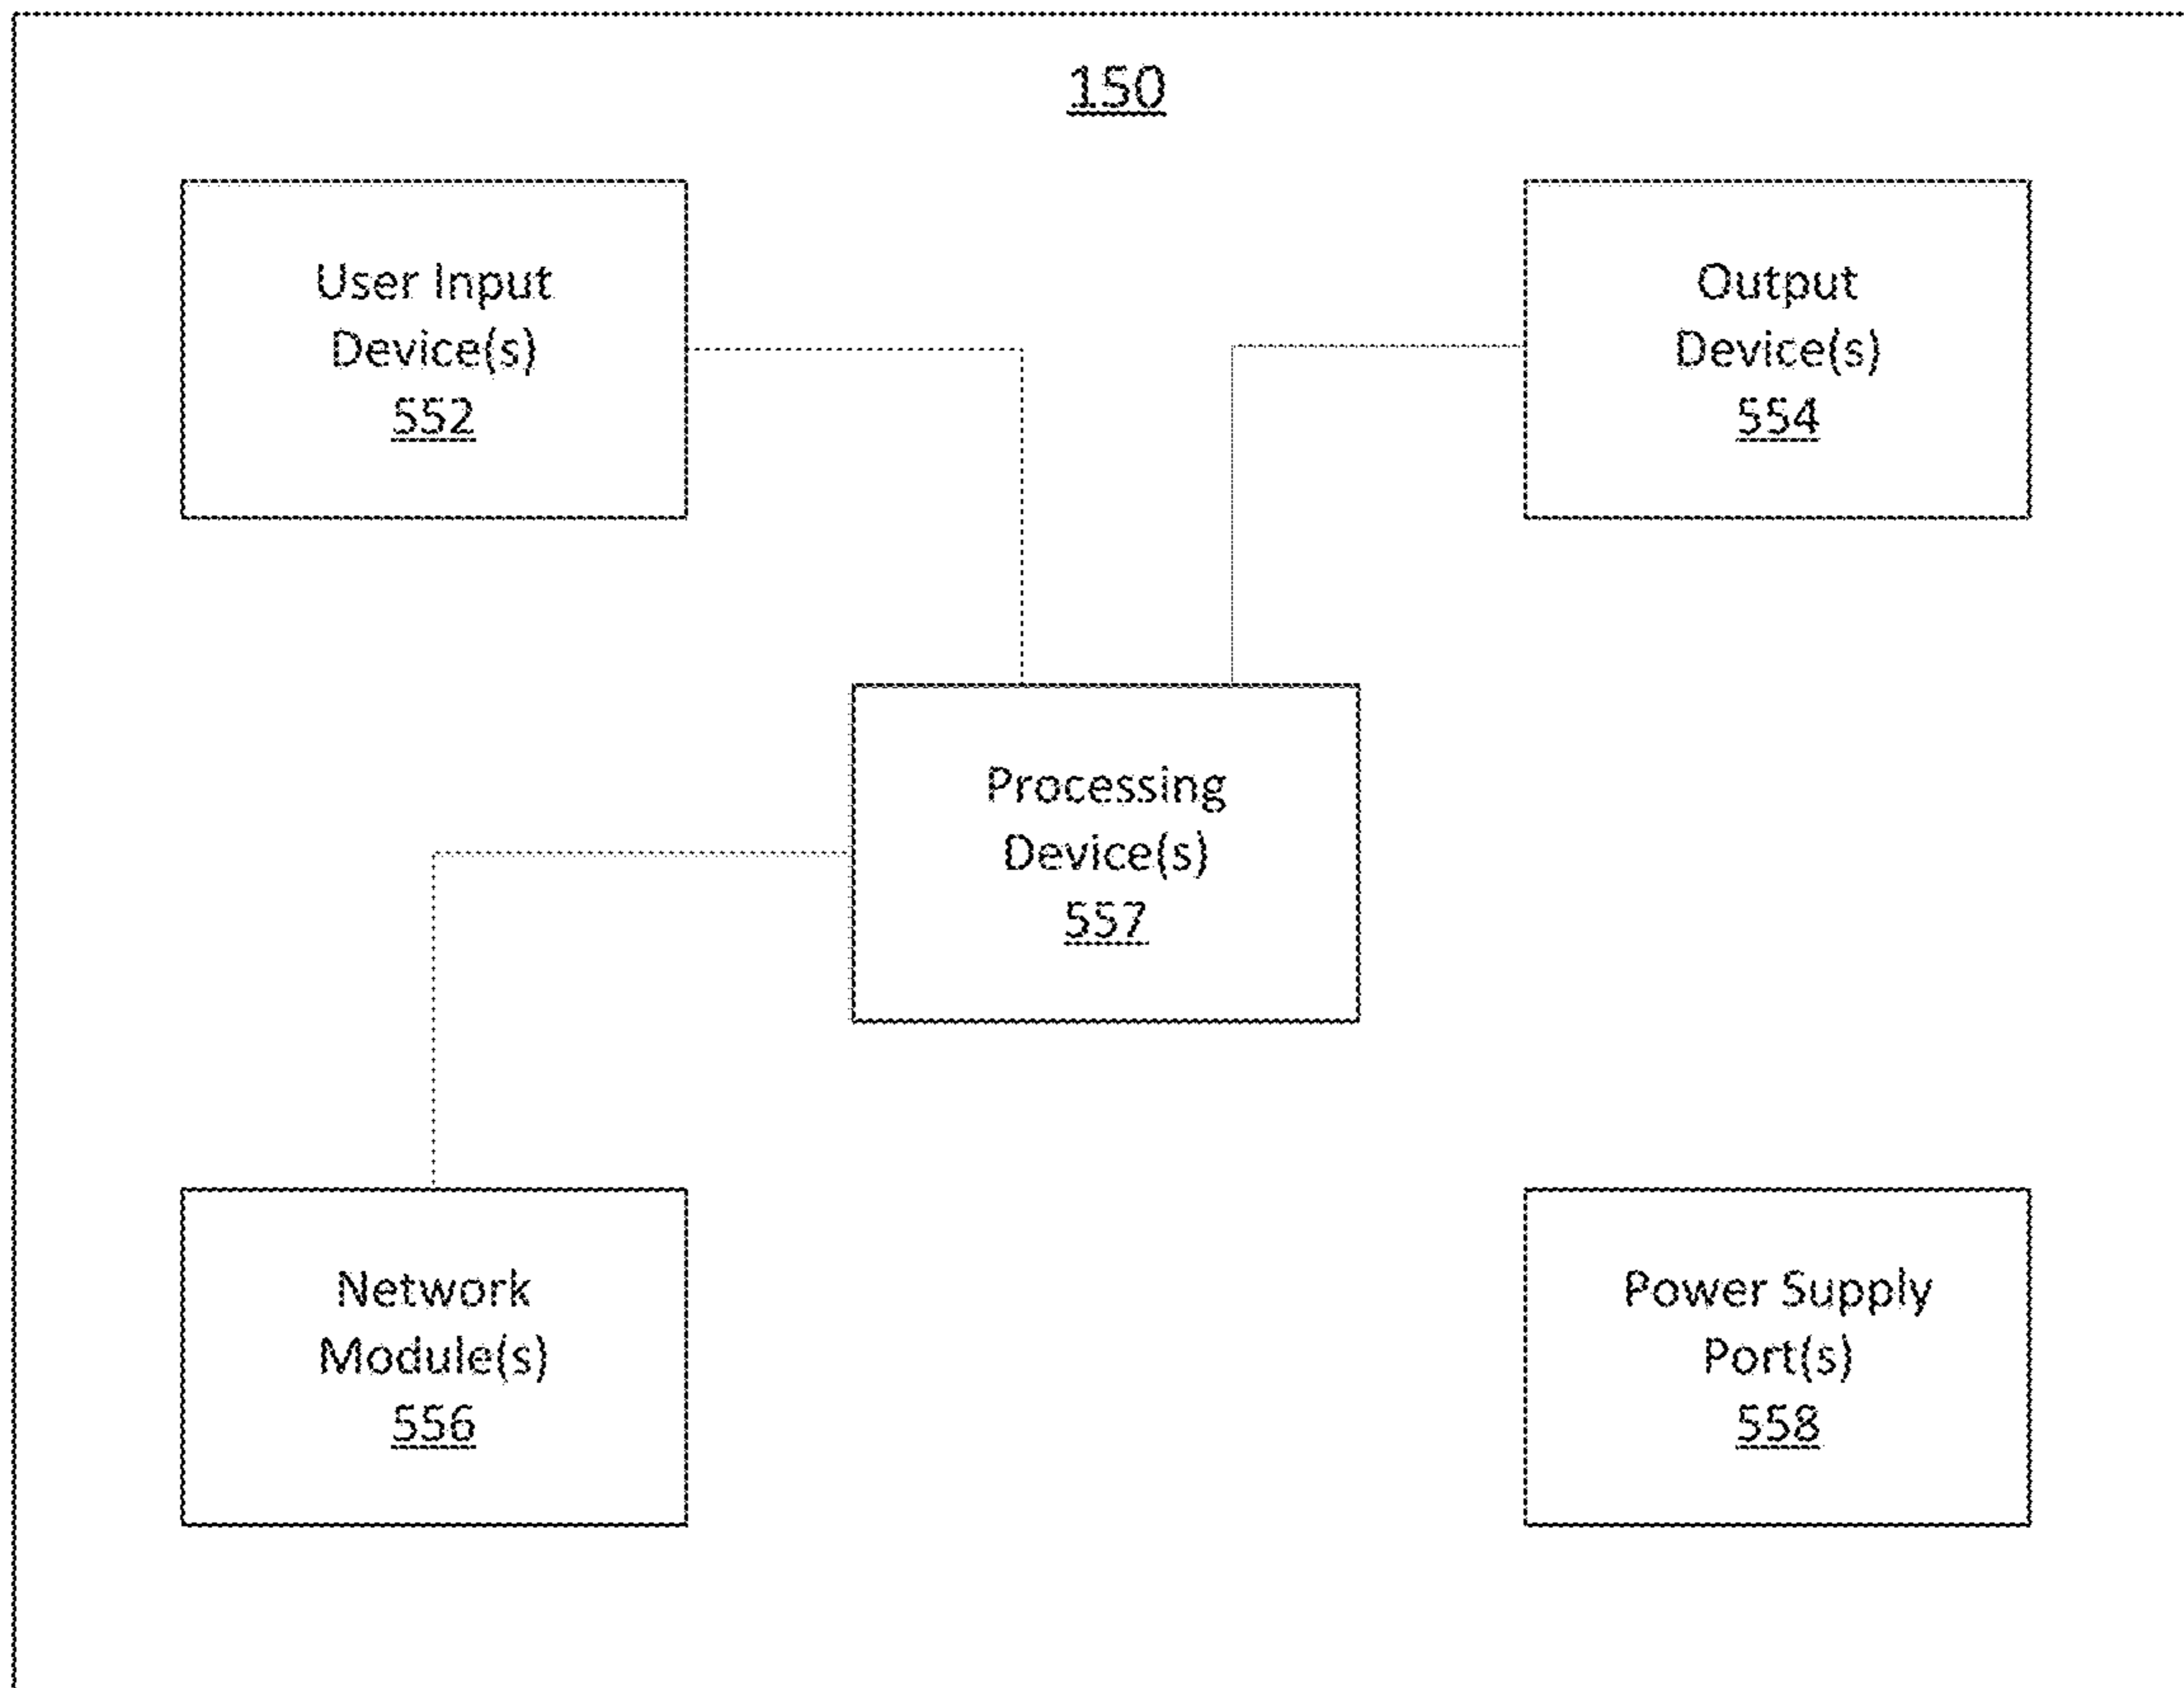 150
User Input
Device(s)
552
Output
Device(s)
554
Processing
Device(s)
557
Network
Module(s)
556
Power Supply
Port(s)
558